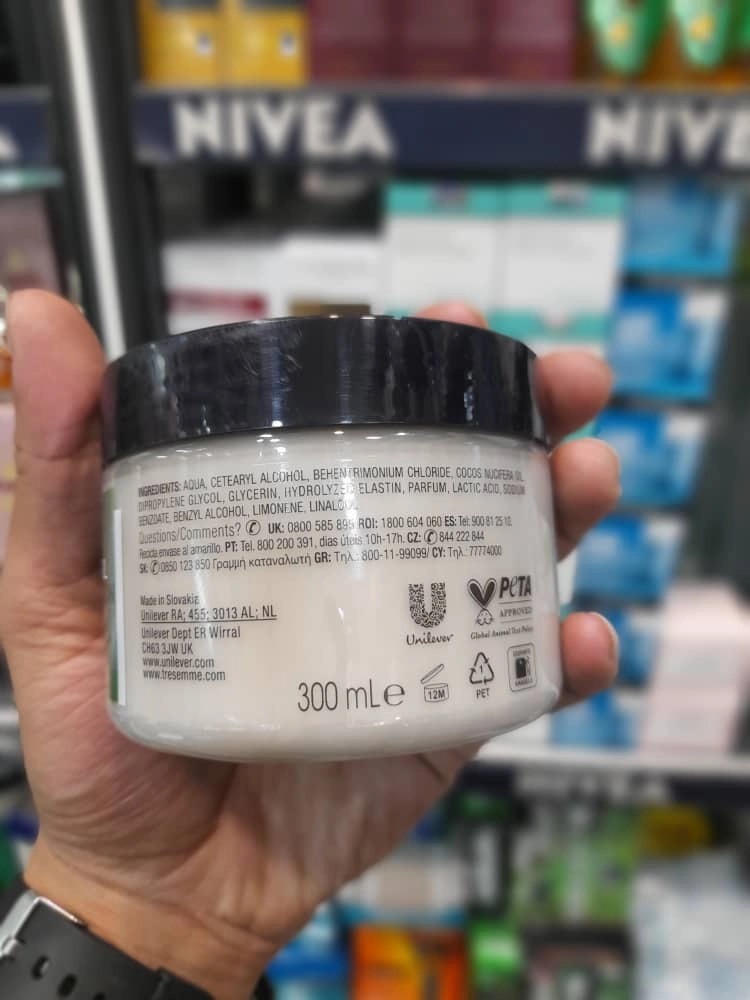 NIVEA
NIVE
INGREDIENTS: AQUA, CETEARYL ALCOHOL, BEHENTRIMONIUM CHLORIDE, COCOS NUCIFERA OIL,
DIPROPYLENE GLYCOL, GLYCERIN, HYDROLYZED ELASTIN, PARFUM, LACTIC ACID, SODIUM
BENZOATE, BENZYL ALCOHOL, LIMONENE, LINALOOL
Questions/Comments? UK: 0800 585 895 ROI: 1800 604 060 ES: Tel: 900 81 25 10.
Recicla envase al amarillo. PT: Tel. 800 200 391, dias úteis 10h-17h. CZ: 844 222 844
SK: 0850 123 850 Γραμμή καταναλωτή GR: Τηλ.: 800-11-99099/ CY: Τηλ.: 77774000
Made in Slovakia
Unilever RA; 455; 3013 AL; NL
Unilever Dept ER Wirral
CH63 3JW UK
www.unilever.com
www.tresemme.com
Unilever
PETA
APPROVED
Global Animal Test Policy
300 mL e
12M
1
PET